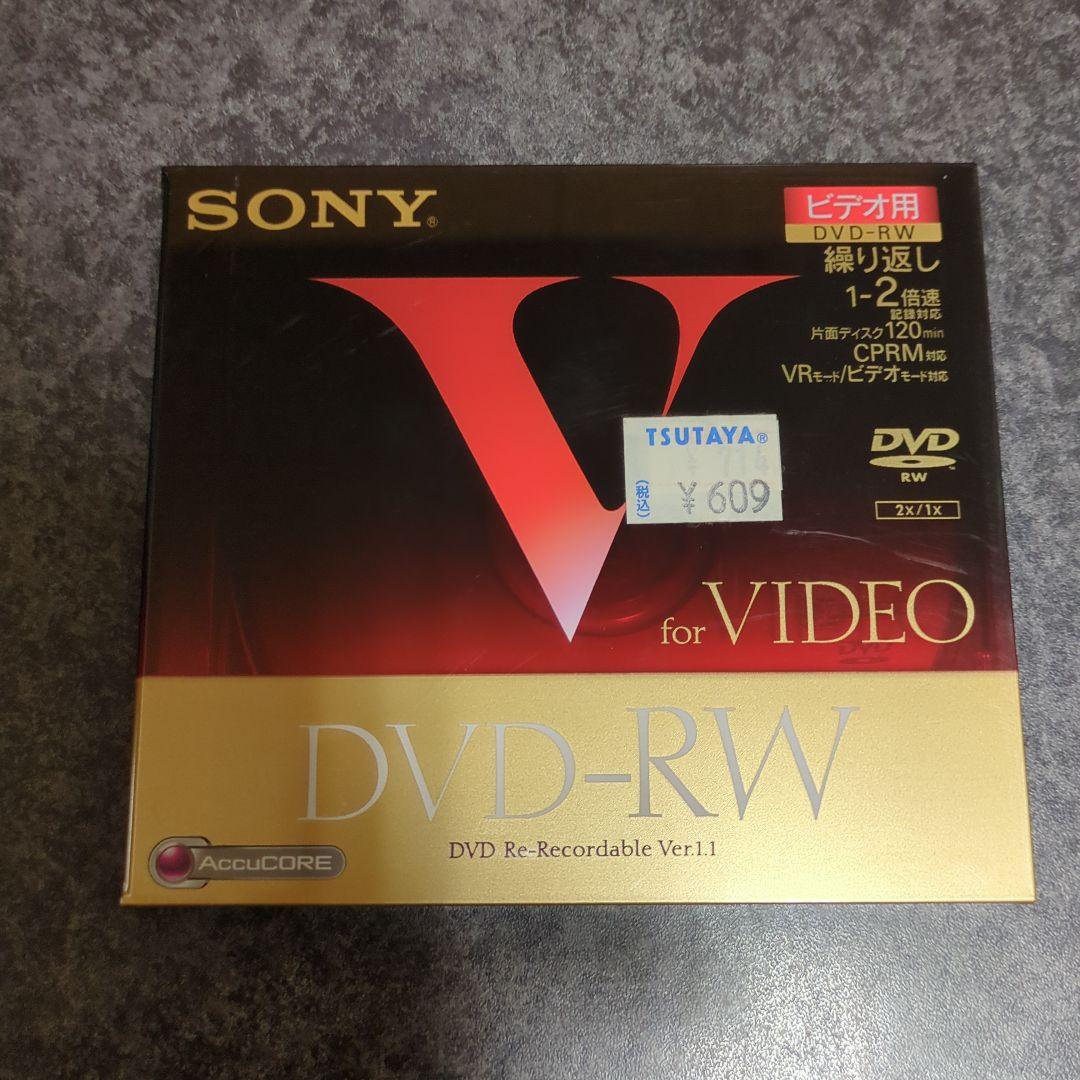 SONY®
ビデオ用
DVD-RW
繰り返し
1-2倍速
記録対応
片面ディスク120min
CPRM対応
VRモード/ビデオモード対応
V
TSUTAYA®
(税込)
¥609
DVD™
RW
2x/1x
for VIDEO
DVD-RW
DVD Re-Recordable Ver.1.1
AccuCORE